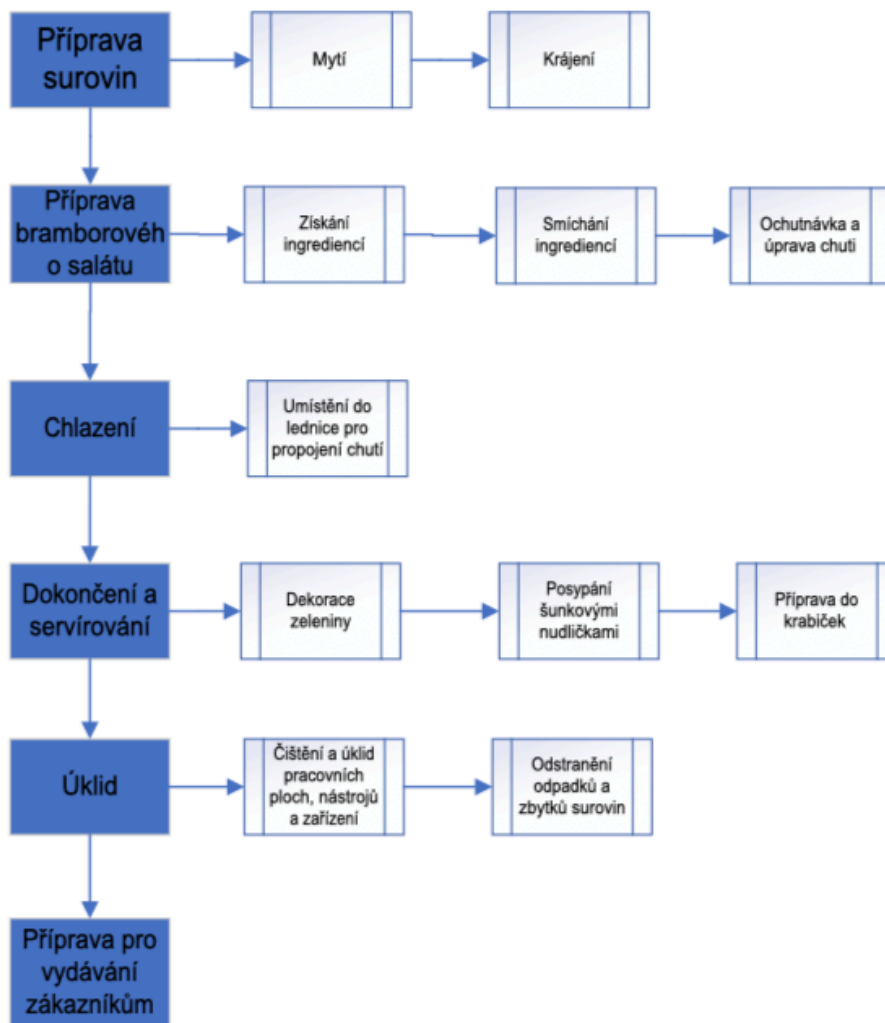 Příprava
surovin
Mytí
Krájení
Příprava
bramborovéh
o salátu
Získání
ingrediencí
Smíchání
ingrediencí
Ochutnávka a
úprava chuti
Chlazení
Umístění do
lednice pro
propojení chutí
Dokončení a
servírování
Dekorace
zeleniny
Posypání
šunkovými
nudličkami
Příprava do
krabiček
Úklid
Čištění a úklid
pracovních
ploch, nástrojů
a zařízení
Odstranění
odpadků a
zbytků surovin
Příprava pro
vydávání
zákazníkům